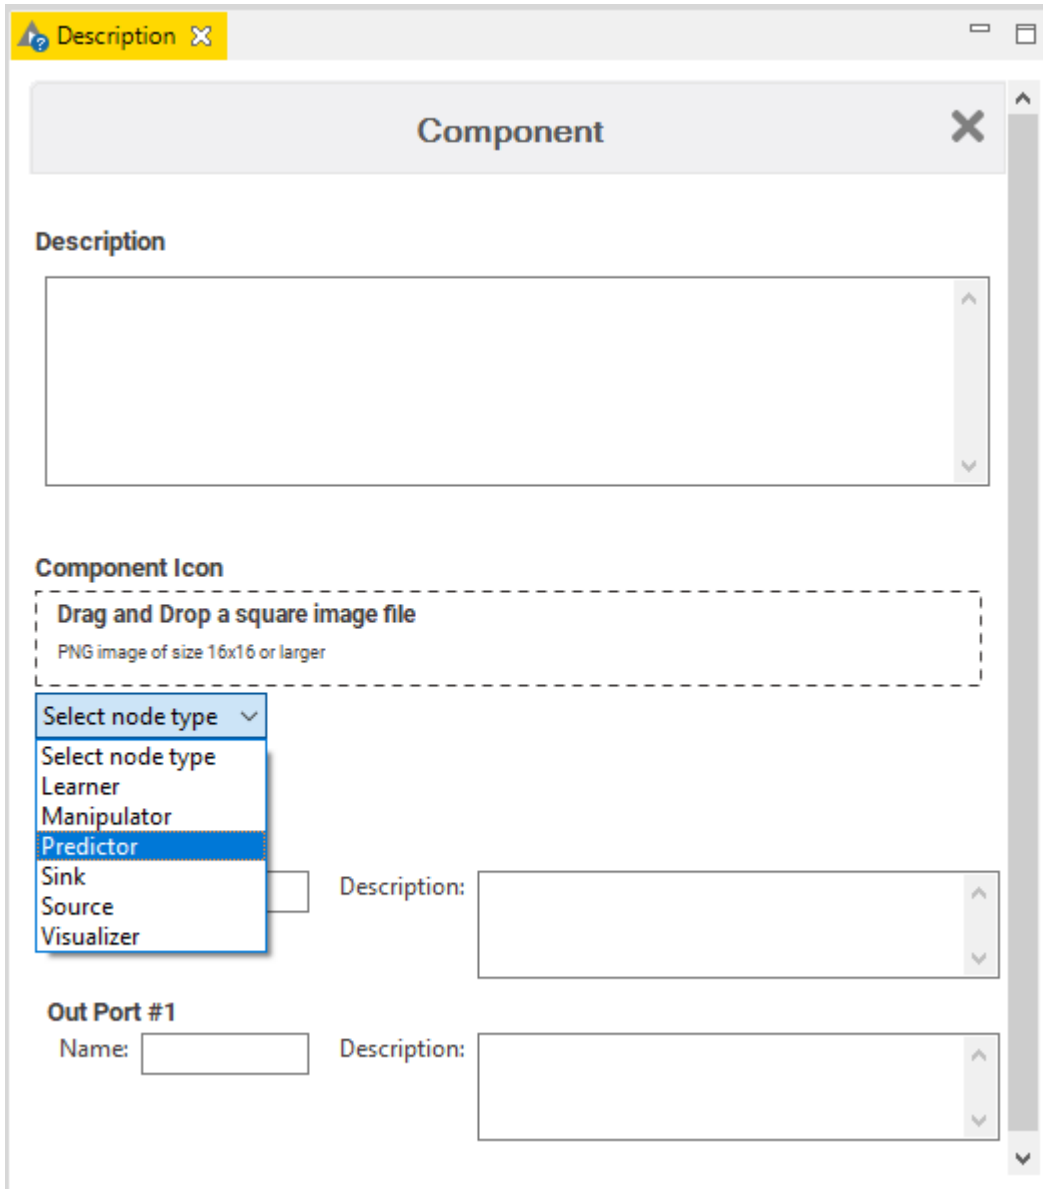 Description
Component
Description
Component Icon
Drag and Drop a square image file
PNG image of size 16x16 or larger
Select node type
Select node type
Learner
Manipulator
Predictor
Sink
Source
Visualizer
Description:
Out Port #1
Name: Description: